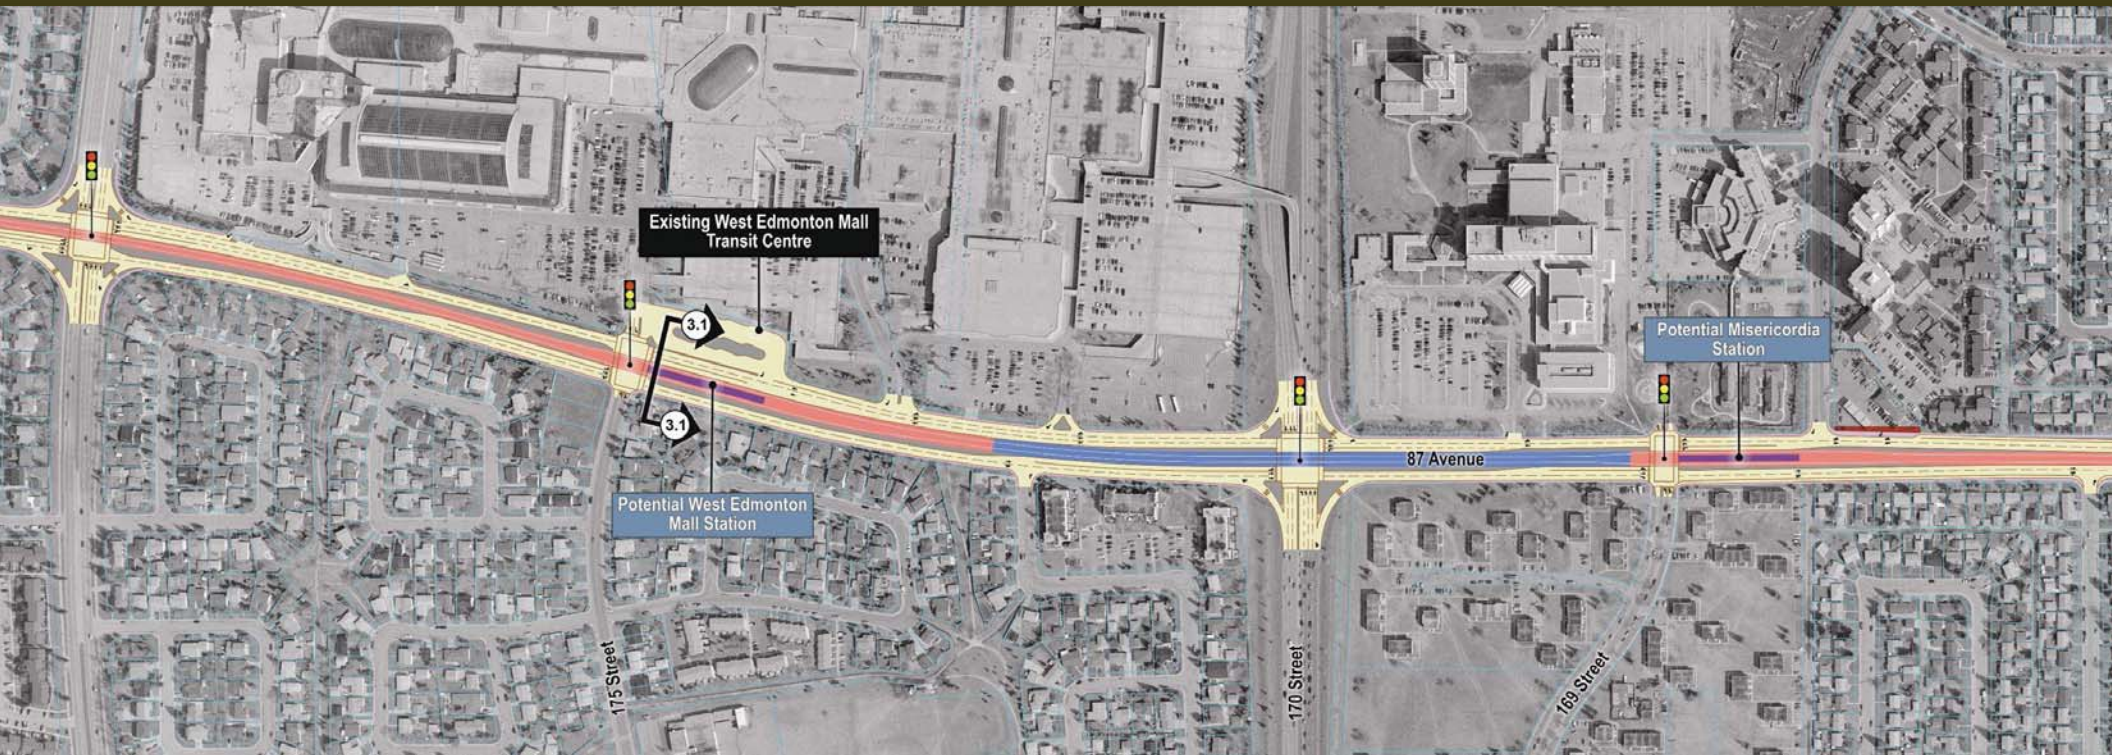 Existing West Edmonton Mall
Transit Centre
3.1
3.1
Potential Misericordia
Station
87 Avenue
Potential West Edmonton
Mall Station
175 Street
170 Street
169 Street